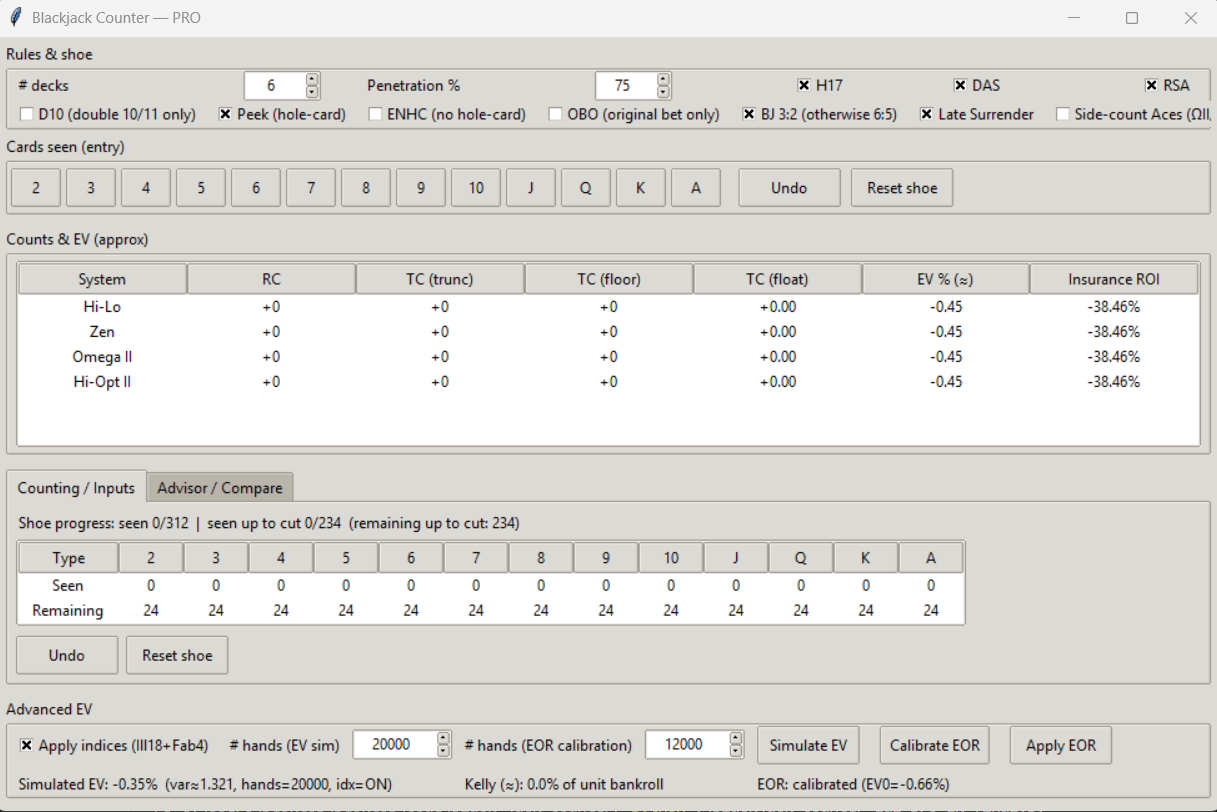 Blackjack Counter — PRO
Rules & shoe
# decks 6 Penetration % 75 H17 DAS RSA
D10 (double 10/11 only) Peek (hole-card) ENHC (no hole-card) OBO (original bet only) BJ 3:2 (otherwise 6:5) Late Surrender Side-count Aces (ΩII,
Cards seen (entry)
2 3 4 5 6 7 8 9 10 J Q K A Undo Reset shoe
Counts & EV (approx)
System RC TC (trunc) TC (floor) TC (float) EV % (≈) Insurance ROI
Hi-Lo +0 +0 +0 +0.00 -0.45 -38.46%
Zen +0 +0 +0 +0.00 -0.45 -38.46%
Omega II +0 +0 +0 +0.00 -0.45 -38.46%
Hi-Opt II +0 +0 +0 +0.00 -0.45 -38.46%
Counting / Inputs Advisor / Compare
Shoe progress: seen 0/312 | seen up to cut 0/234 (remaining up to cut: 234)
Type 2 3 4 5 6 7 8 9 10 J Q K A
Seen 0 0 0 0 0 0 0 0 0 0 0 0 0
Remaining 24 24 24 24 24 24 24 24 24 24 24 24 24
Undo Reset shoe
Advanced EV
Apply indices (Ill18+Fab4) # hands (EV sim) 20000 # hands (EOR calibration) 12000 Simulate EV Calibrate EOR Apply EOR
Simulated EV: -0.35% (var≈1.321, hands=20000, idx=ON) Kelly (≈): 0.0% of unit bankroll EOR: calibrated (EV0=-0.66%)